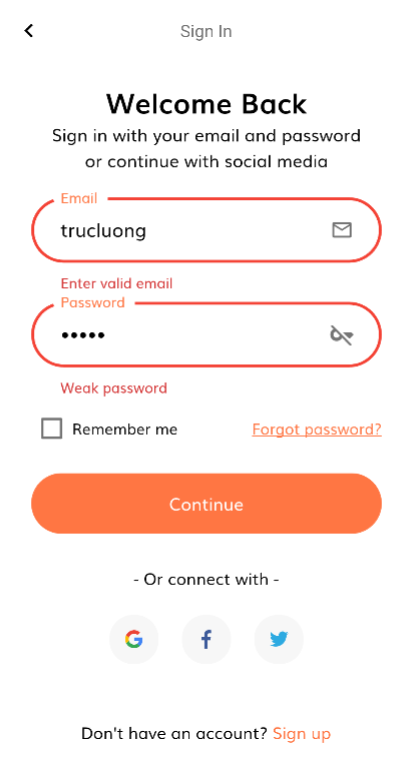 Sign In
Welcome Back
Sign in with your email and password
or continue with social media
Email
trucluong
Enter valid email
Password
•••••
Weak password
Remember me Forgot password?
Continue
- Or connect with -
Don't have an account? Sign up